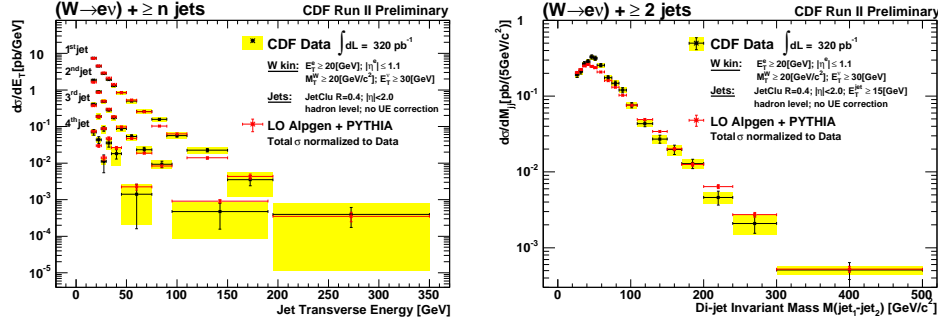 (W→eν) + ≥ n jets
CDF Run II Preliminary
dσ/dE_T [pb/GeV]
10²
10
1
10⁻¹
10⁻²
10⁻³
10⁻⁴
10⁻⁵
1ˢᵗ jet
2ⁿᵈ jet
3ʳᵈ jet
4ᵗʰ jet
CDF Data ∫dL = 320 pb⁻¹
W kin: E_T^e ≥ 20[GeV]; |η^e| ≤ 1.1
M_T^W ≥ 20[GeV/c²]; E_T^ν ≥ 30[GeV]
Jets: JetClu R=0.4; |η|<2.0
hadron level; no UE correction
LO Alpgen + PYTHIA
Total σ normalized to Data
0 50 100 150 200 250 300 350
Jet Transverse Energy [GeV]
(W→eν) + ≥ 2 jets
CDF Run II Preliminary
dσ/dM_jj [pb/(5GeV/c²)]
1
10⁻¹
10⁻²
10⁻³
CDF Data ∫dL = 320 pb⁻¹
W kin: E_T^e ≥ 20[GeV]; |η^e| ≤ 1.1
M_T^W ≥ 20[GeV/c²]; E_T^ν ≥ 30[GeV]
Jets: JetClu R=0.4; |η|<2.0; E_T^jet ≥ 15[GeV]
hadron level; no UE correction
LO Alpgen + PYTHIA
Total σ normalized to Data
0 100 200 300 400 500
Di-jet Invariant Mass M(jet₁-jet₂) [GeV/c²]